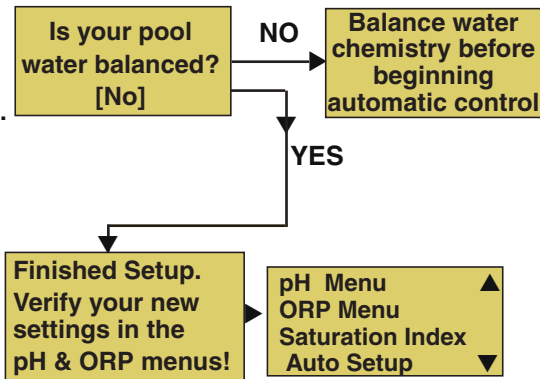 Is your pool
water balanced?
[No]
NO
Balance water
chemistry before
beginning
automatic control
.
YES
Finished Setup.
Verify your new
settings in the
pH & ORP menus!
pH Menu
ORP Menu
Saturation Index
Auto Setup